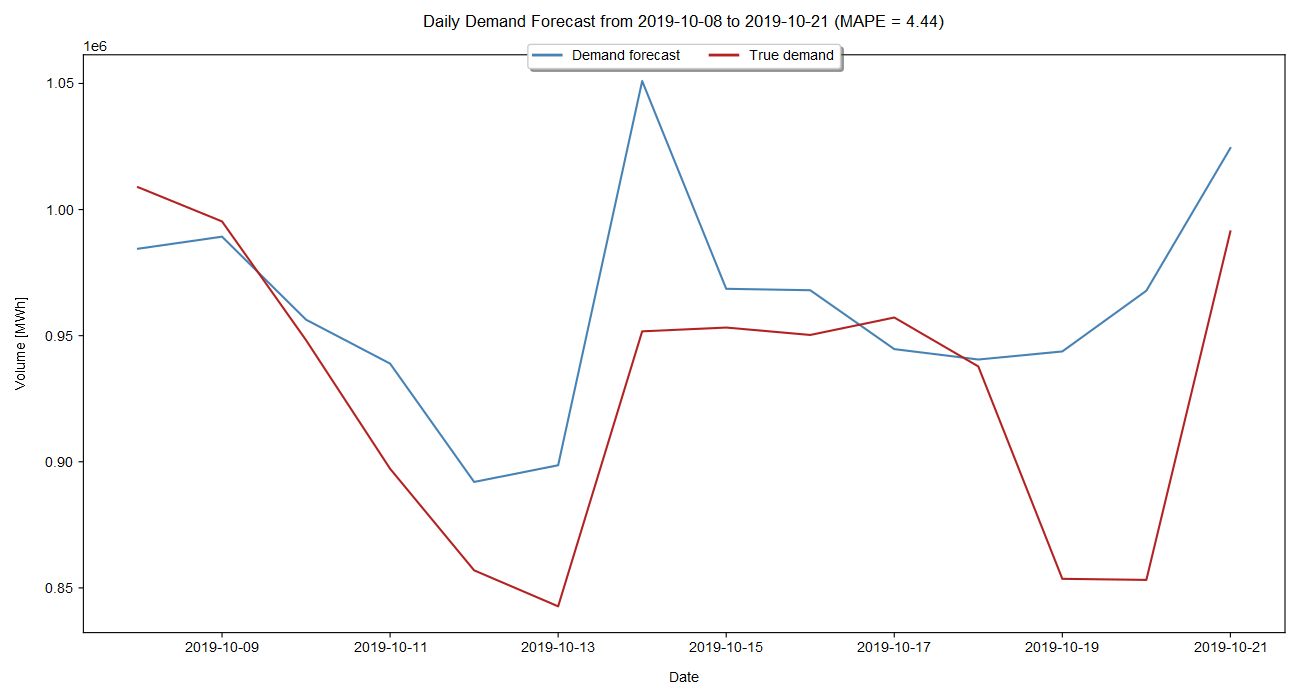 Daily Demand Forecast from 2019-10-08 to 2019-10-21 (MAPE = 4.44)
1e6
Demand forecast True demand
1.05
1.00
0.95
0.90
0.85
Volume [MWh]
2019-10-09 2019-10-11 2019-10-13 2019-10-15 2019-10-17 2019-10-19 2019-10-21
Date